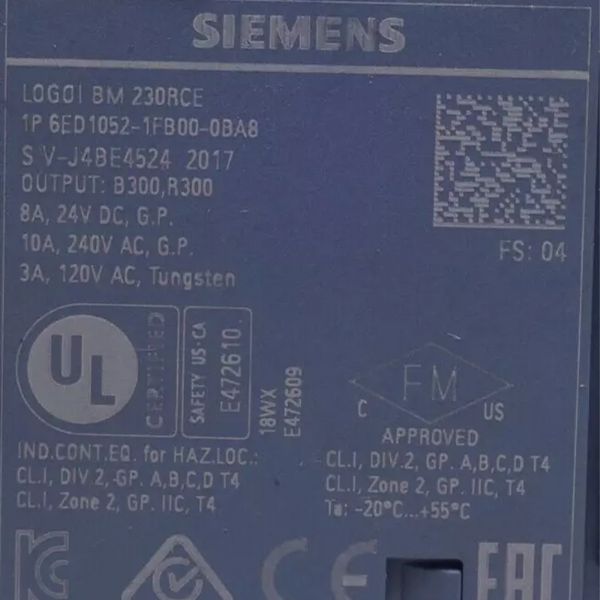 SIEMENS
LOGO! BM 230RCE
1P 6ED1052-1FB00-0BA8
S V-J4BE4524 2017
OUTPUT: B300,R300
8A, 24V DC, G.P.
10A, 240V AC, G.P.
3A, 120V AC, Tungsten
FS: 04
UL
CERTIFIED
SAFETY US·CA
E472610
18WX
E472609
FM
C US
APPROVED
IND.CONT.EQ. for HAZ.LOC.:
CL.I, DIV.2, GP. A,B,C,D T4
CL.I, Zone 2, GP. IIC, T4
CL.I, DIV.2, GP. A,B,C,D T4
CL.I, Zone 2, GP. IIC, T4
Ta: -20°C...+55°C
CE
EAC